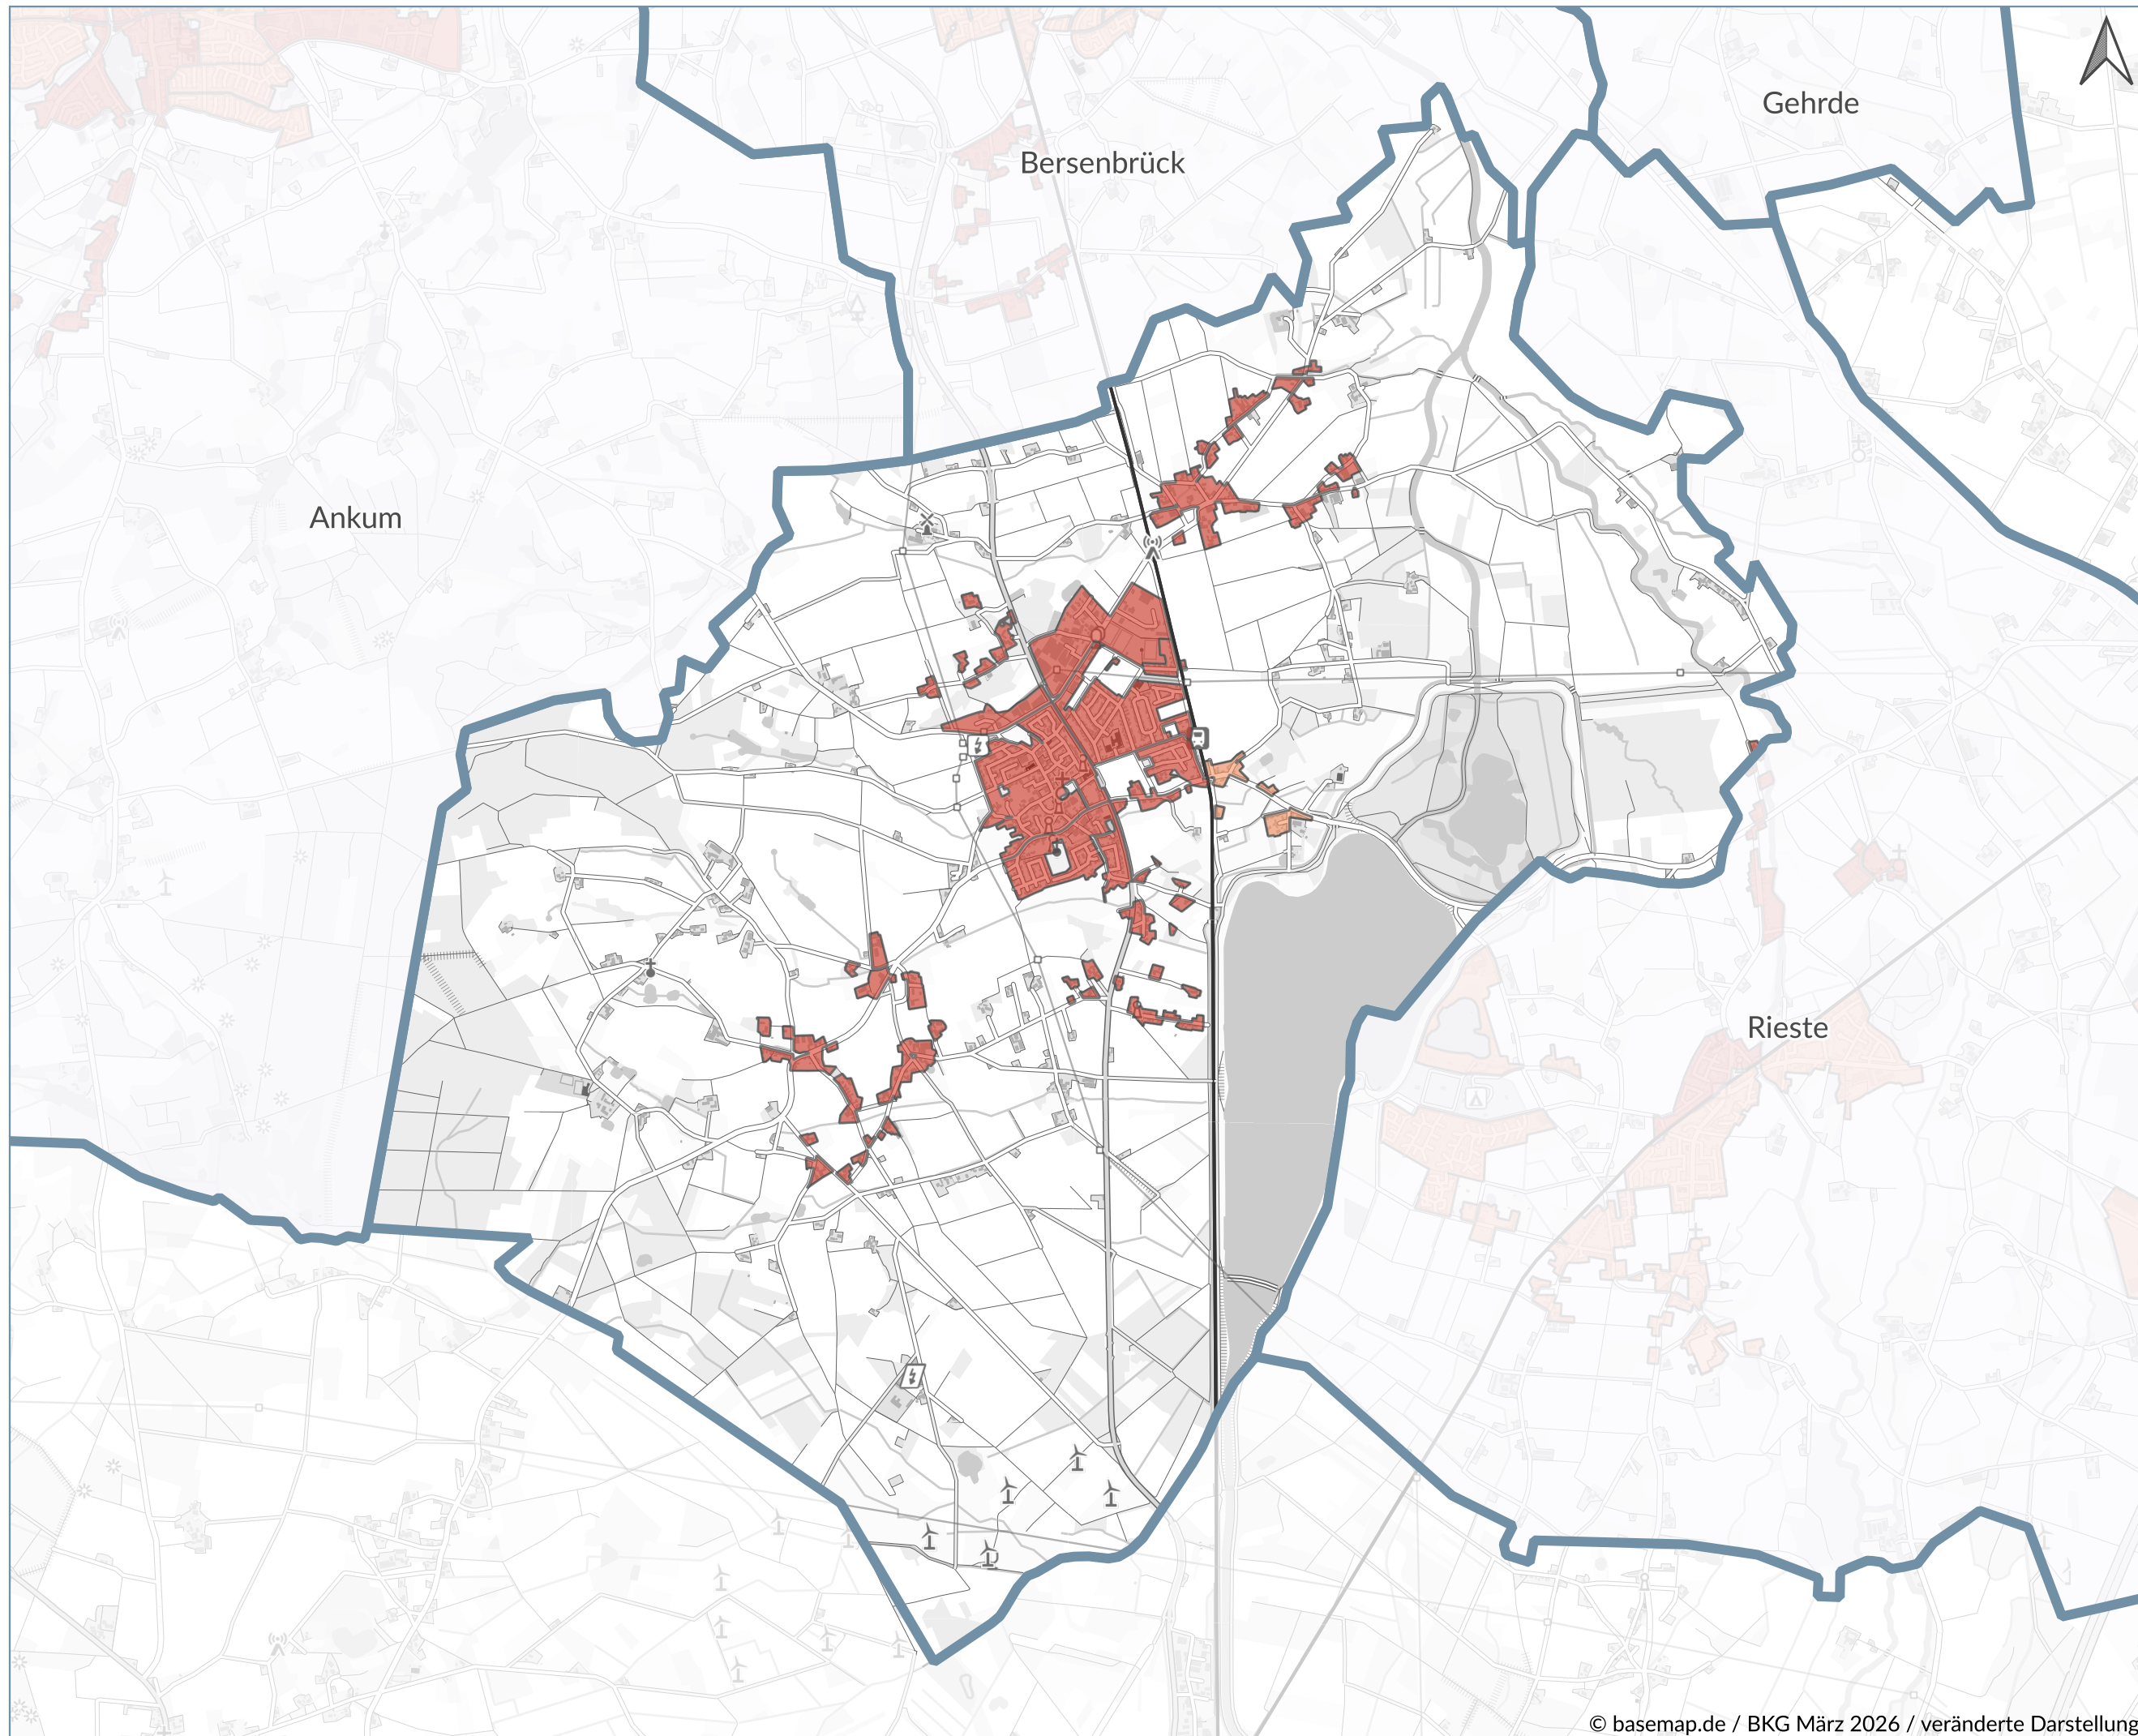 Gehrde
Bersenbrück
Ankum
Rieste
© basemap.de / BKG März 2026 / veränderte Darstellung